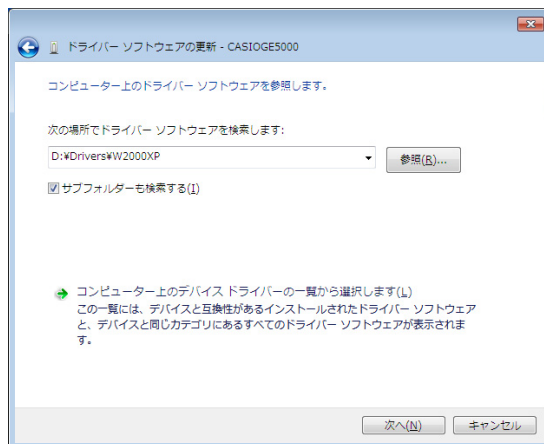 ドライバー ソフトウェアの更新 - CASIOGE5000
コンピューター上のドライバー ソフトウェアを参照します。
次の場所でドライバー ソフトウェアを検索します:
D:¥Drivers¥W2000XP
参照(R)...
サブフォルダーも検索する(I)
コンピューター上のデバイス ドライバーの一覧から選択します(L)
この一覧には、デバイスと互換性があるインストールされたドライバー ソフトウェア
と、デバイスと同じカテゴリにあるすべてのドライバー ソフトウェアが表示されま
す。
次へ(N)
キャンセル